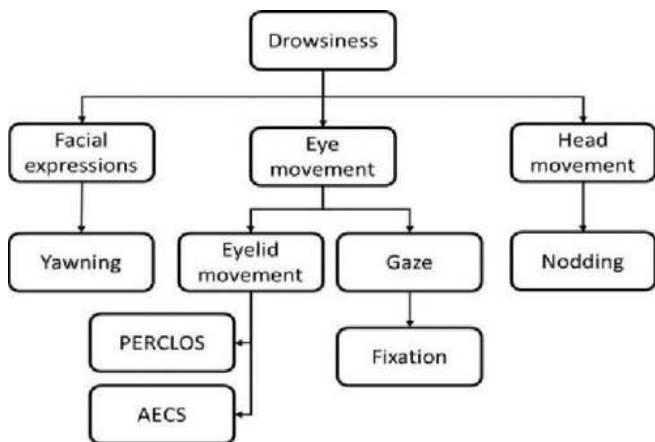 Drowsiness
Facial
expressions
Eye
movement
Head
movement
Yawning
Eyelid
movement
Gaze
Nodding
PERCLOS
Fixation
AECS